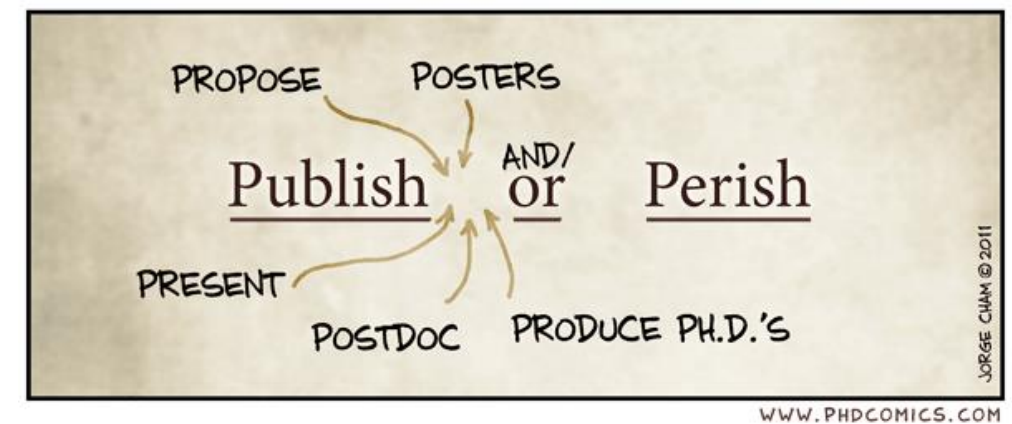 PROPOSE POSTERS
AND/
Publish or Perish
PRESENT
POSTDOC PRODUCE PH.D.'S
JORGE CHAM © 2011
WWW.PHDCOMICS.COM